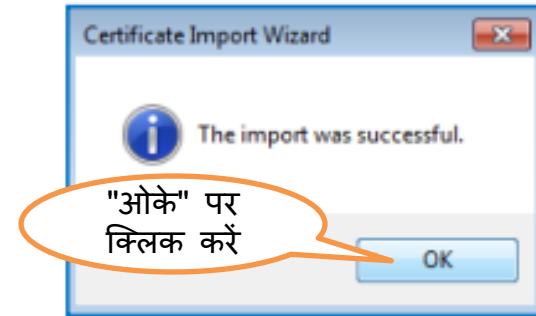 Certificate Import Wizard
The import was successful.
"ओके" पर
क्लिक करें
OK